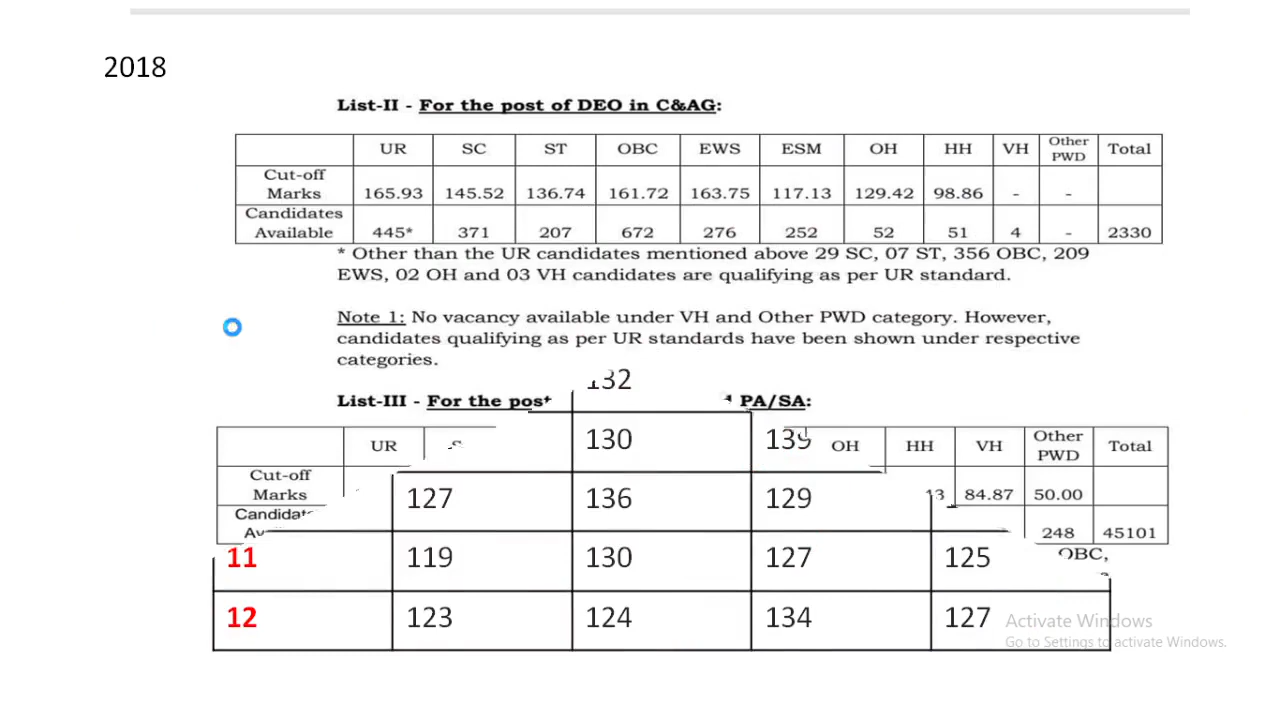 2018
List-II - For the post of DEO in C&AG:
UR SC ST OBC EWS ESM OH HH VH Other PWD Total
Cut-off Marks 165.93 145.52 136.74 161.72 163.75 117.13 129.42 98.86 - -
Candidates Available 445* 371 207 672 276 252 52 51 4 - 2330
* Other than the UR candidates mentioned above 29 SC, 07 ST, 356 OBC, 209
EWS, 02 OH and 03 VH candidates are qualifying as per UR standard.
Note 1: No vacancy available under VH and Other PWD category. However,
candidates qualifying as per UR standards have been shown under respective
categories.
132
List-III - For the post PA/SA:
130 139
UR OH HH VH Other PWD Total
Cut-off Marks 84.87 50.00
127 136 129
248 45101
11 119 130 127 125 OBC,
12 123 124 134 127
Activate Windows
Go to Settings to activate Windows.